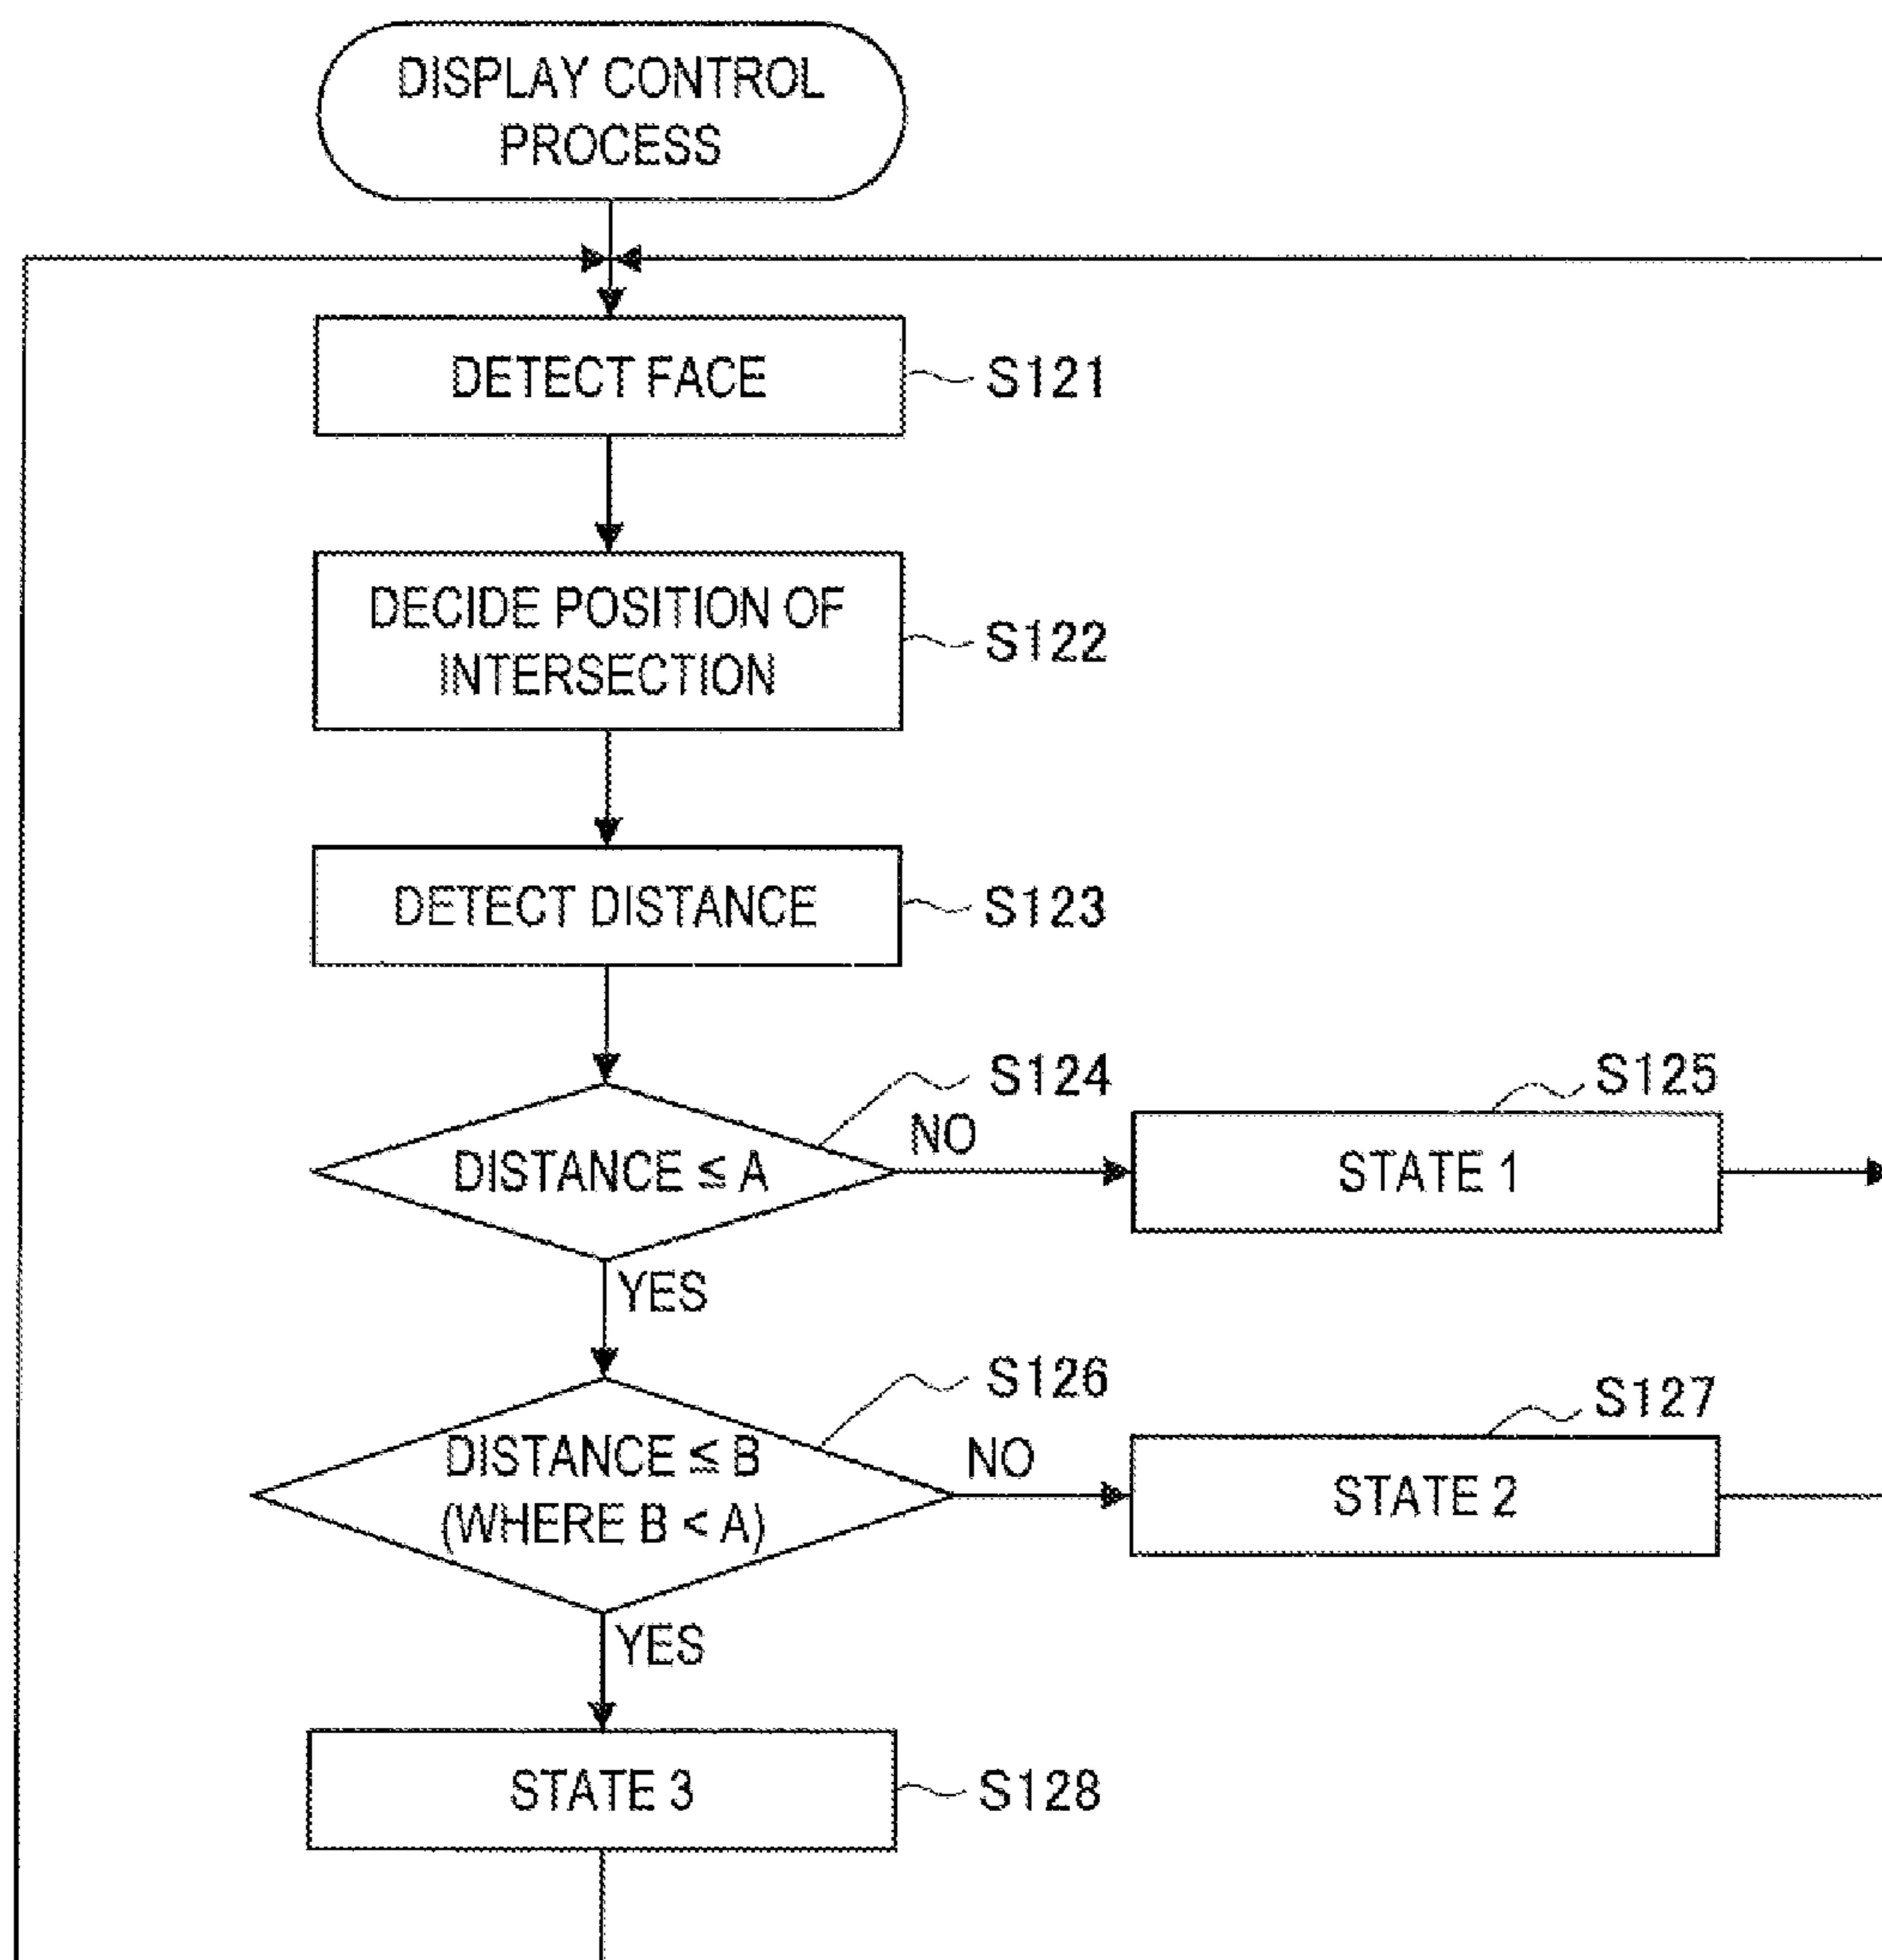 DISPLAY CONTROL
PROCESS
DETECT FACE
S121
DECIDE POSITION OF
INTERSECTION
S122
DETECT DISTANCE
S123
S124
DISTANCE ≦ A
NO
S125
STATE 1
YES
S126
DISTANCE ≦ B
(WHERE B < A)
NO
S127
STATE 2
YES
STATE 3
S128